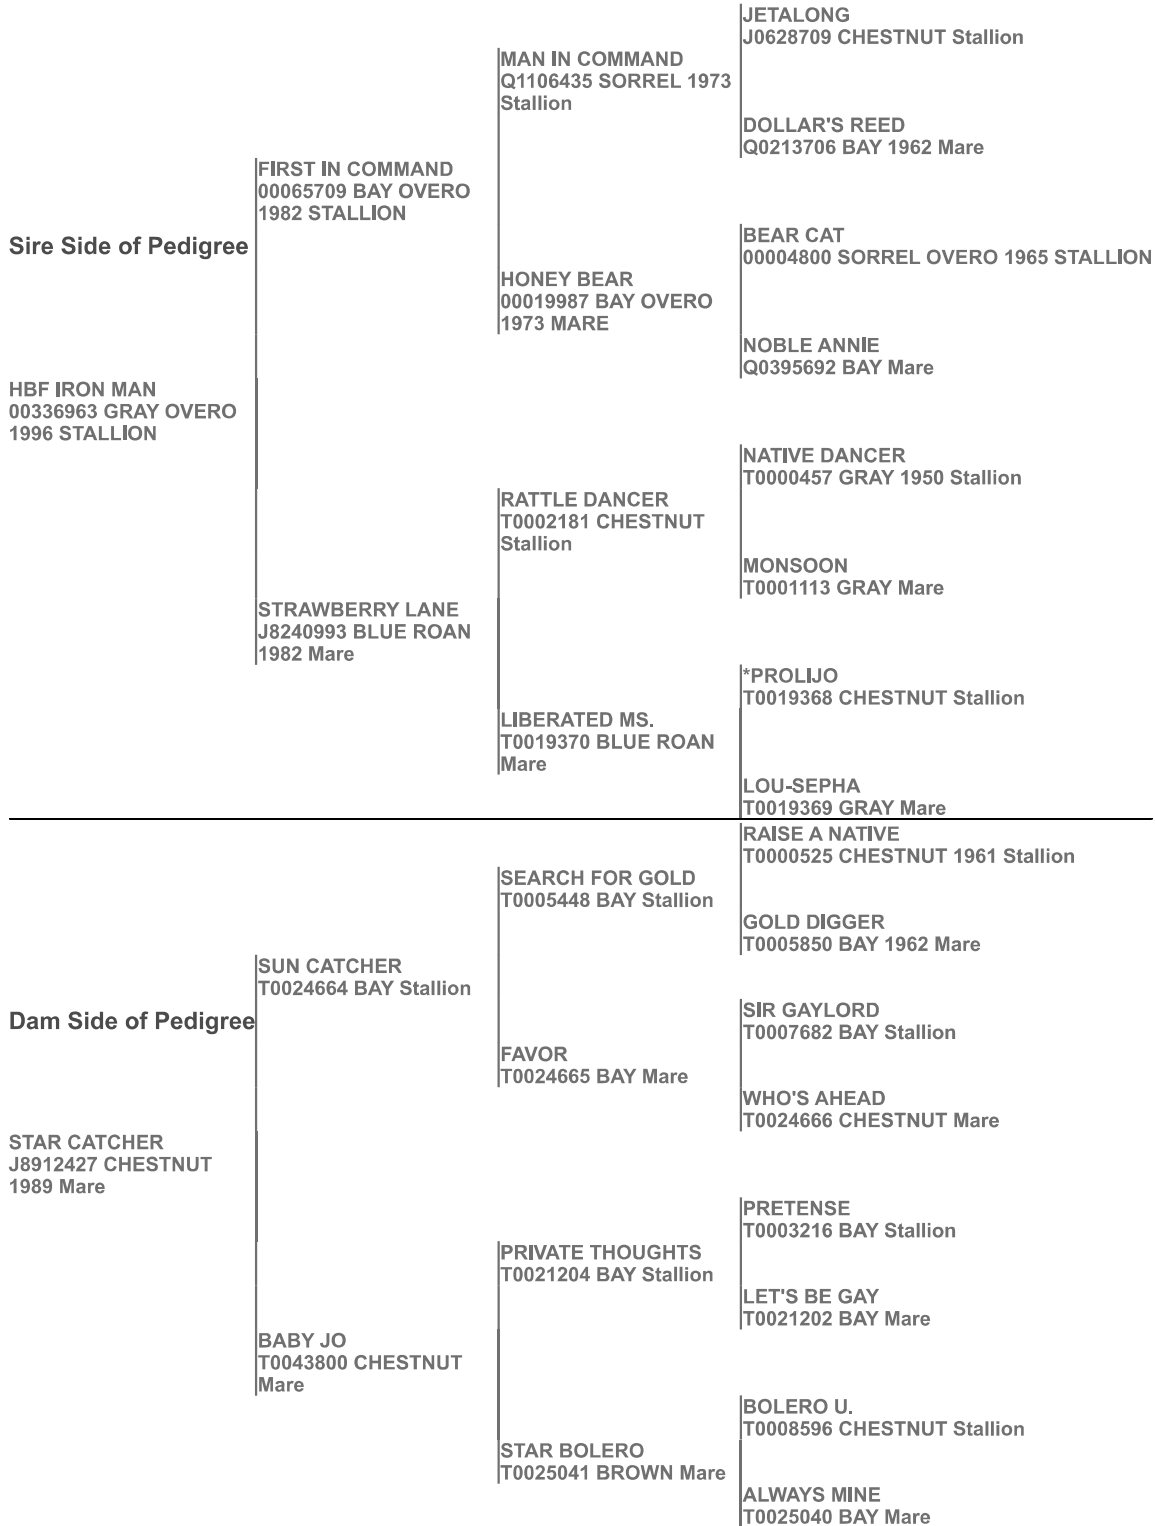 JETALONG
J0628709 CHESTNUT Stallion
MAN IN COMMAND
Q1106435 SORREL 1973
Stallion
DOLLAR'S REED
Q0213706 BAY 1962 Mare
FIRST IN COMMAND
00065709 BAY OVERO
1982 STALLION
Sire Side of Pedigree
BEAR CAT
00004800 SORREL OVERO 1965 STALLION
HONEY BEAR
00019987 BAY OVERO
1973 MARE
NOBLE ANNIE
Q0395692 BAY Mare
HBF IRON MAN
00336963 GRAY OVERO
1996 STALLION
NATIVE DANCER
T0000457 GRAY 1950 Stallion
RATTLE DANCER
T0002181 CHESTNUT
Stallion
MONSOON
T0001113 GRAY Mare
STRAWBERRY LANE
J8240993 BLUE ROAN
1982 Mare
*PROLIJO
T0019368 CHESTNUT Stallion
LIBERATED MS.
T0019370 BLUE ROAN
Mare
LOU-SEPHA
T0019369 GRAY Mare
RAISE A NATIVE
T0000525 CHESTNUT 1961 Stallion
SEARCH FOR GOLD
T0005448 BAY Stallion
GOLD DIGGER
T0005850 BAY 1962 Mare
SUN CATCHER
T0024664 BAY Stallion
Dam Side of Pedigree
SIR GAYLORD
T0007682 BAY Stallion
FAVOR
T0024665 BAY Mare
WHO'S AHEAD
T0024666 CHESTNUT Mare
STAR CATCHER
J8912427 CHESTNUT
1989 Mare
PRETENSE
T0003216 BAY Stallion
PRIVATE THOUGHTS
T0021204 BAY Stallion
LET'S BE GAY
T0021202 BAY Mare
BABY JO
T0043800 CHESTNUT
Mare
BOLERO U.
T0008596 CHESTNUT Stallion
STAR BOLERO
T0025041 BROWN Mare
ALWAYS MINE
T0025040 BAY Mare